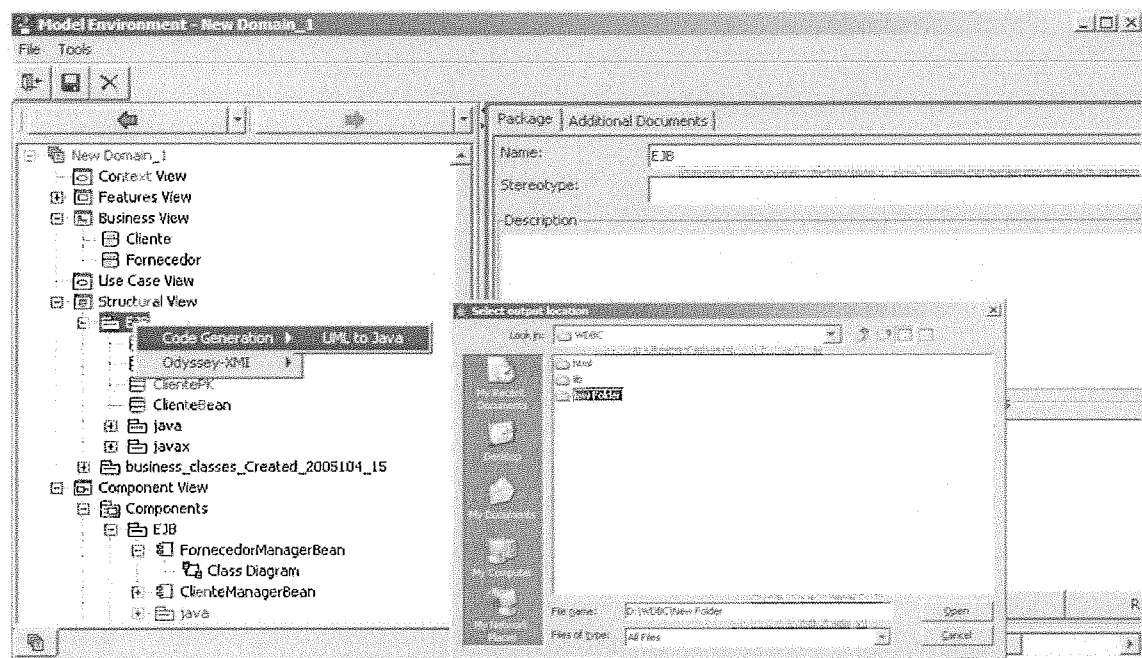 Model Environment - New Domain_1
File Tools
Package Additional Documents
Name: EJB
Stereotype:
Description
New Domain_1
Context View
Features View
Business View
Cliente
Fornecedor
Use Case View
Structural View
Code Generation UML to Java
Odyssey-XMI
ClientePK
ClienteBean
java
javax
business_classes_Created_2005104_15
Component View
Components
EJB
FornecedorManagerBean
Class Diagram
ClienteManagerBean
java
Select output location
Look in: WDBC
html
lib
New Folder
My Recent Documents
Desktop
My Documents
My Computer
My Network Places
File name: D:\WDBC\New Folder Open
Files of type: All Files Cancel
R